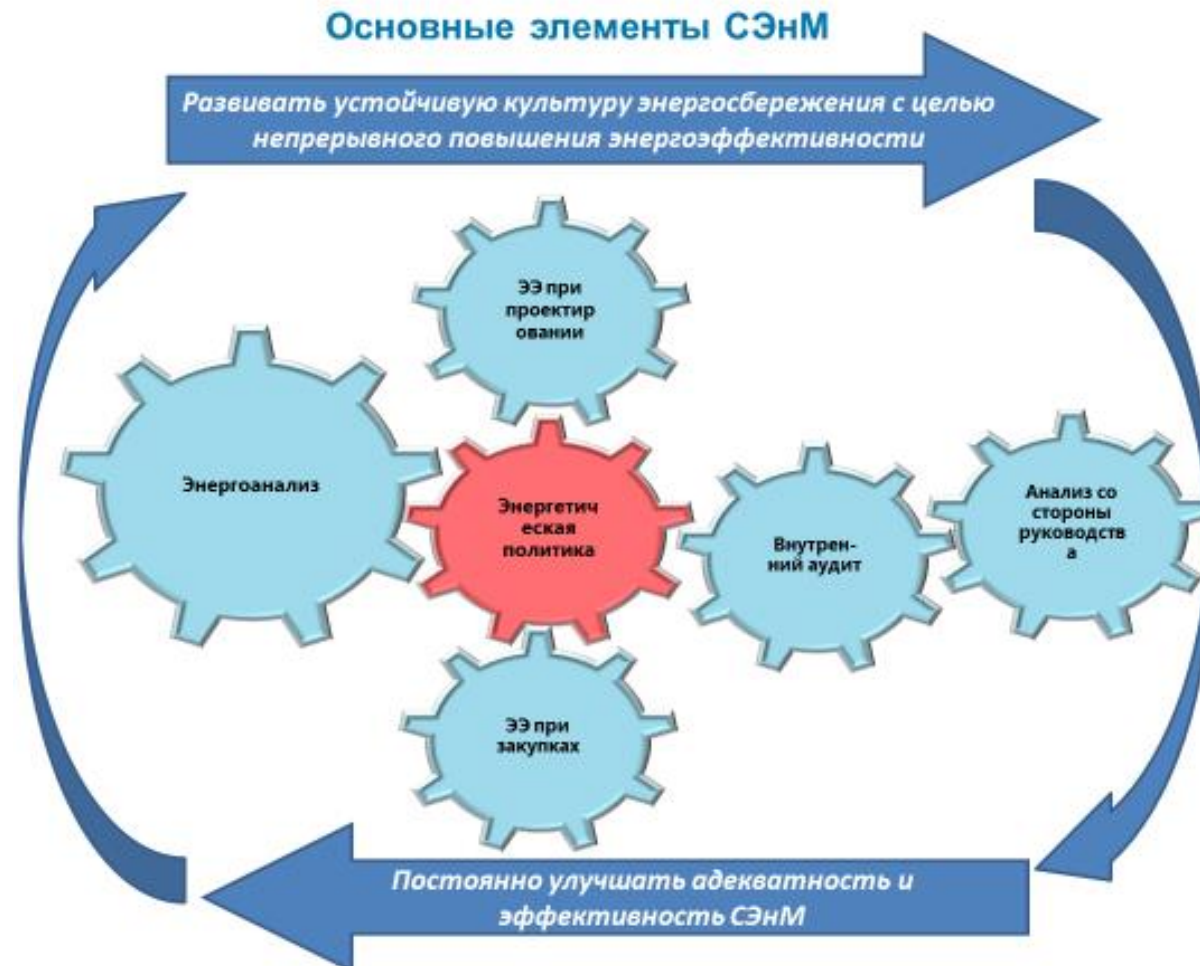 Основные элементы СЭнМ
Развивать устойчивую культуру энергосбережения с целью
непрерывного повышения энергоэффективности
ЭЭ при
проектир
овании
Энергоанализ
Энергетич
еская
политика
Внутрен-
ний аудит
Анализ со
стороны
руководств
а
ЭЭ при
закупках
Постоянно улучшать адекватность и
эффективность СЭнМ